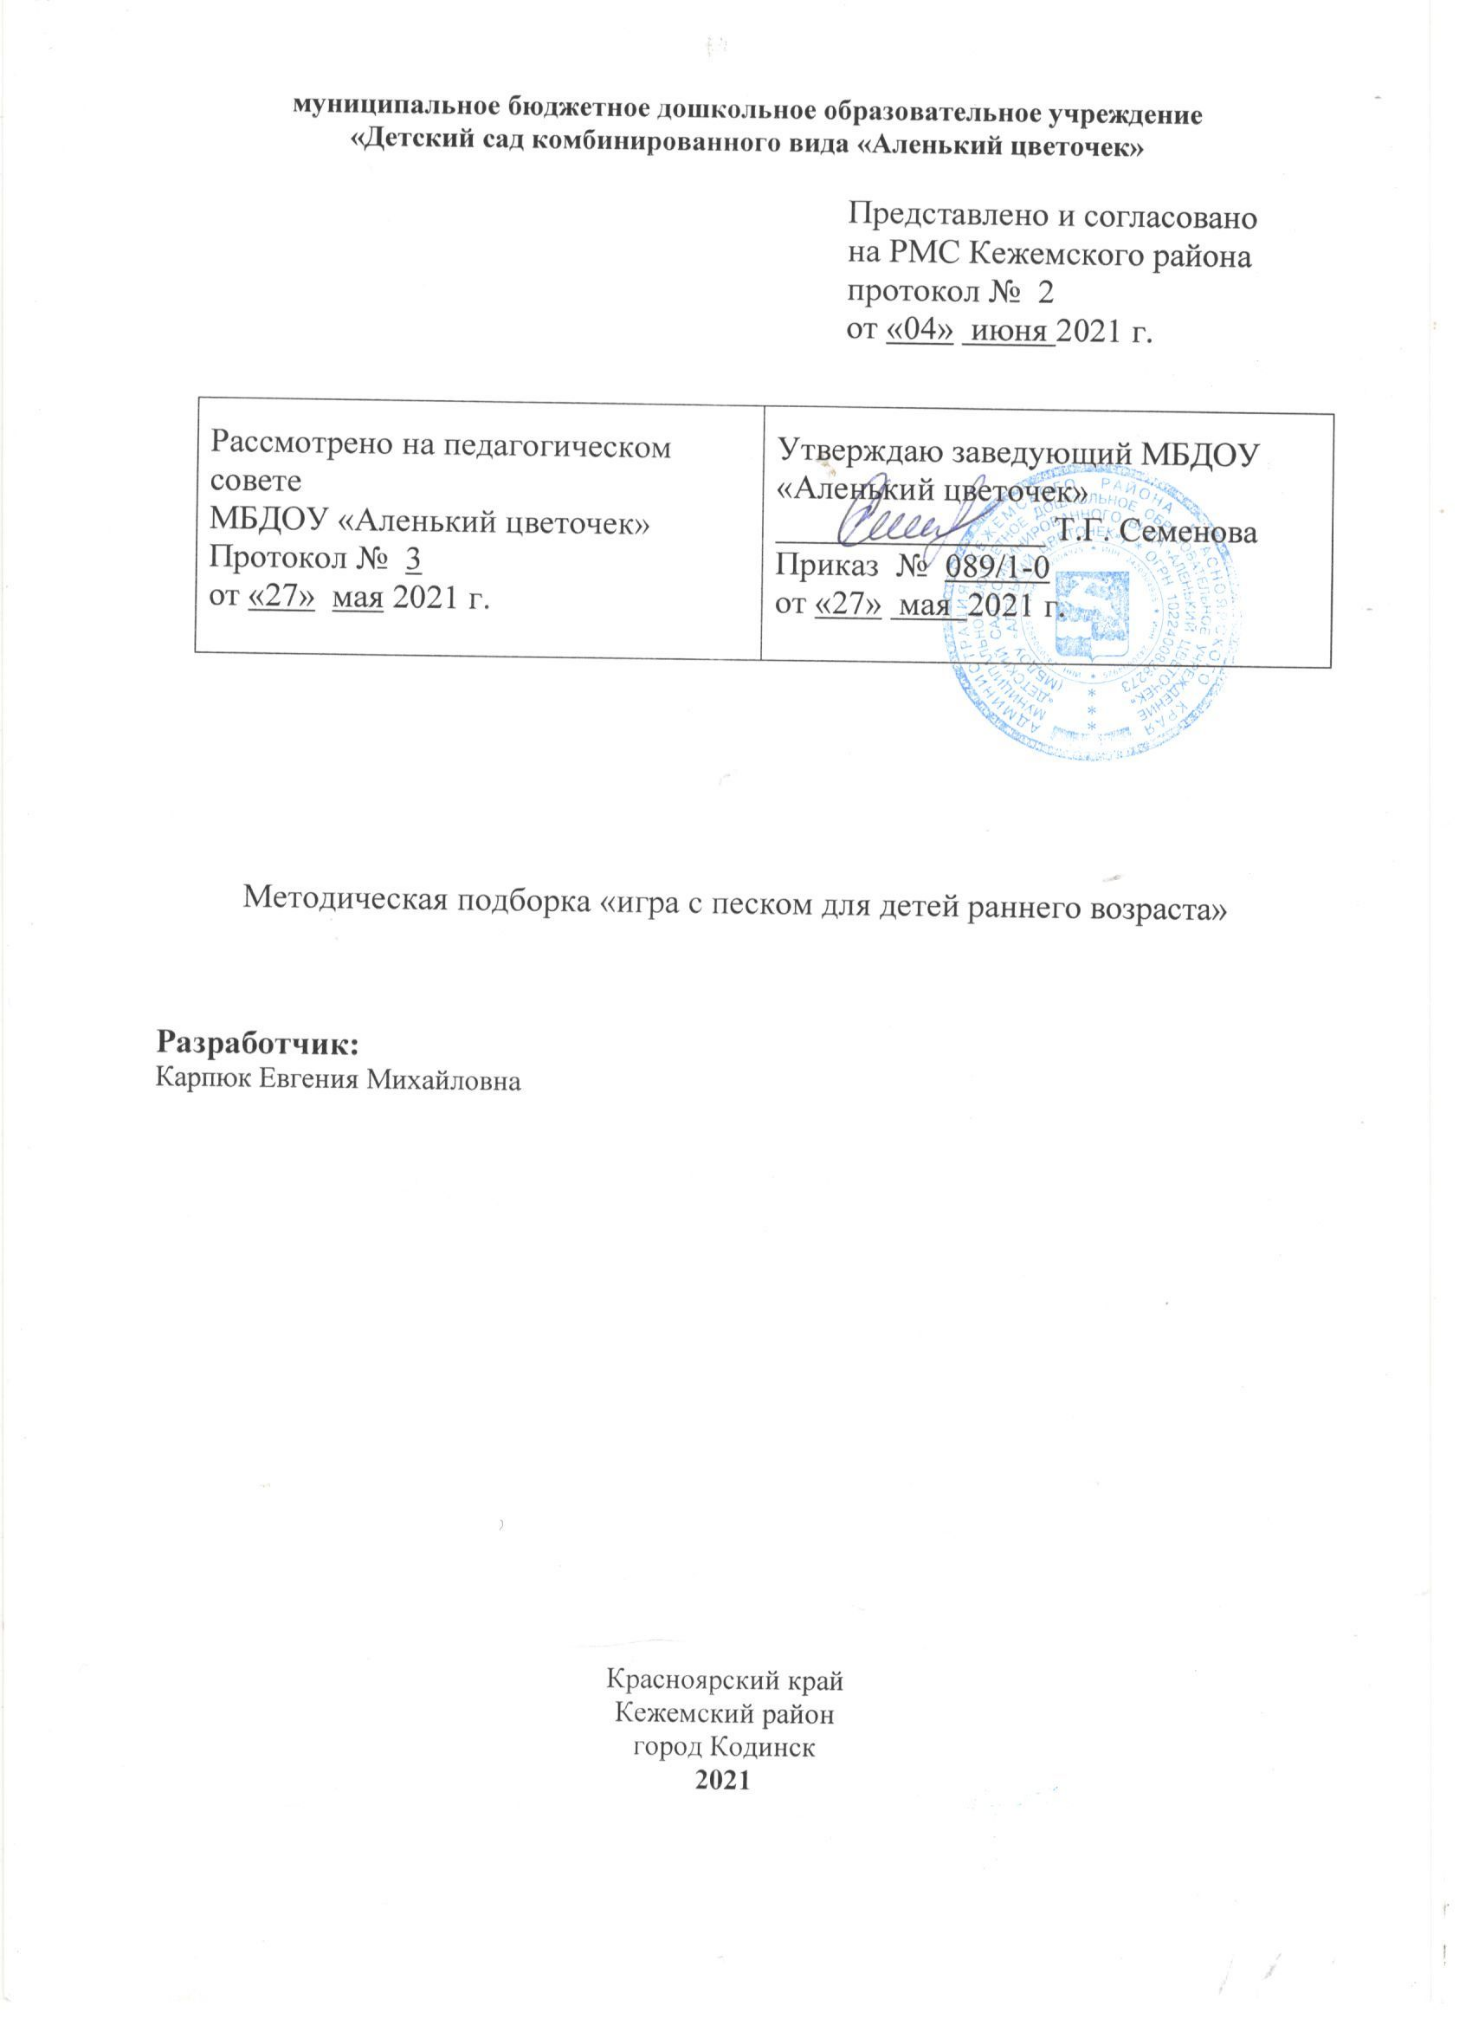 муниципальное бюджетное дошкольное образовательное учреждение
«Детский сад комбинированного вида «Аленький цветочек»
Представлено и согласовано
на РМС Кежемского района
протокол № 2
от «04» июня 2021 г.
Рассмотрено на педагогическом
совете
МБДОУ «Аленький цветочек»
Протокол № 3
от «27» мая 2021 г.
Утверждаю заведующий МБДОУ
«Аленький цветочек»
Т.Г. Семенова
Приказ № 089/1-0
от «27» мая 2021 г.
Методическая подборка «игра с песком для детей раннего возраста»
Разработчик:
Карпюк Евгения Михайловна
Красноярский край
Кежемский район
город Кодинск
2021